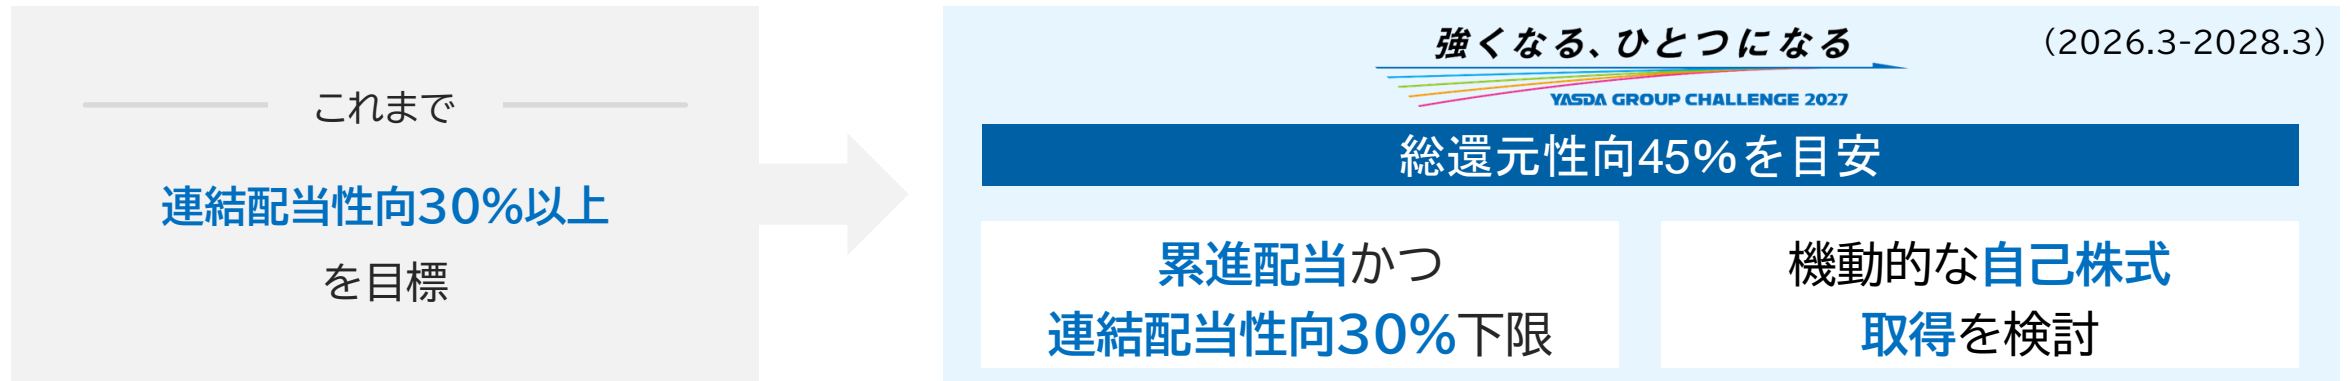 これまで
連結配当性向30%以上
を目標
強くなる、ひとつになる
YASDA GROUP CHALLENGE 2027
(2026.3-2028.3)
総還元性向45%を目安
累進配当かつ
連結配当性向30%下限
機動的な自己株式
取得を検討